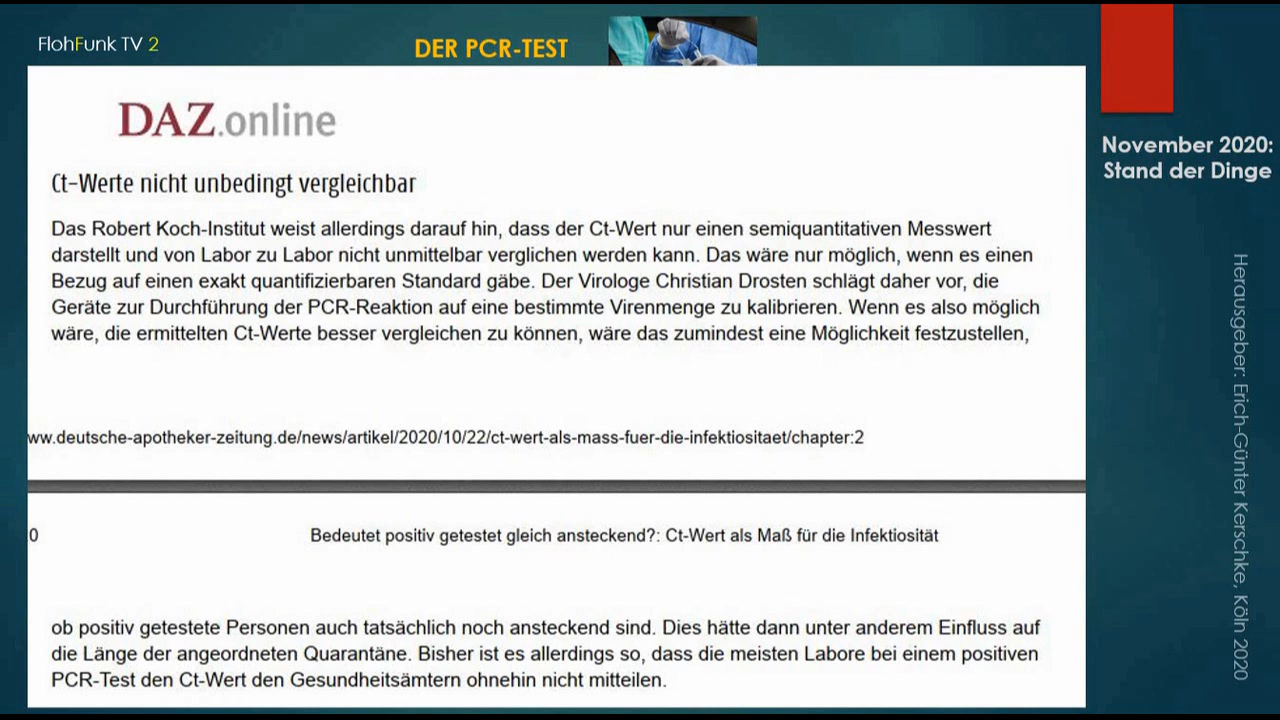 FlohFunk TV 2
DER PCR-TEST
DAZ.online
Ct-Werte nicht unbedingt vergleichbar
Das Robert Koch-Institut weist allerdings darauf hin, dass der Ct-Wert nur einen semiquantitativen Messwert
darstellt und von Labor zu Labor nicht unmittelbar verglichen werden kann. Das wäre nur möglich, wenn es einen
Bezug auf einen exakt quantifizierbaren Standard gäbe. Der Virologe Christian Drosten schlägt daher vor, die
Geräte zur Durchführung der PCR-Reaktion auf eine bestimmte Virenmenge zu kalibrieren. Wenn es also möglich
wäre, die ermittelten Ct-Werte besser vergleichen zu können, wäre das zumindest eine Möglichkeit festzustellen,
ww.deutsche-apotheker-zeitung.de/news/artikel/2020/10/22/ct-wert-als-mass-fuer-die-infektiositaet/chapter:2
0
Bedeutet positiv getestet gleich ansteckend?: Ct-Wert als Maß für die Infektiosität
ob positiv getestete Personen auch tatsächlich noch ansteckend sind. Dies hätte dann unter anderem Einfluss auf
die Länge der angeordneten Quarantäne. Bisher ist es allerdings so, dass die meisten Labore bei einem positiven
PCR-Test den Ct-Wert den Gesundheitsämtern ohnehin nicht mitteilen.
November 2020:
Stand der Dinge
Herausgeber: Erich-Günter Kerschke, Köln 2020